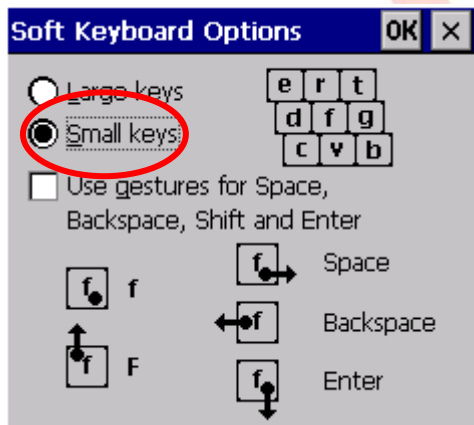 Soft Keyboard Options OK ×
Large keys
Small keys
e r t
d f g
c v b
Use gestures for Space,
Backspace, Shift and Enter
f f
f F
f Space
f Backspace
f Enter